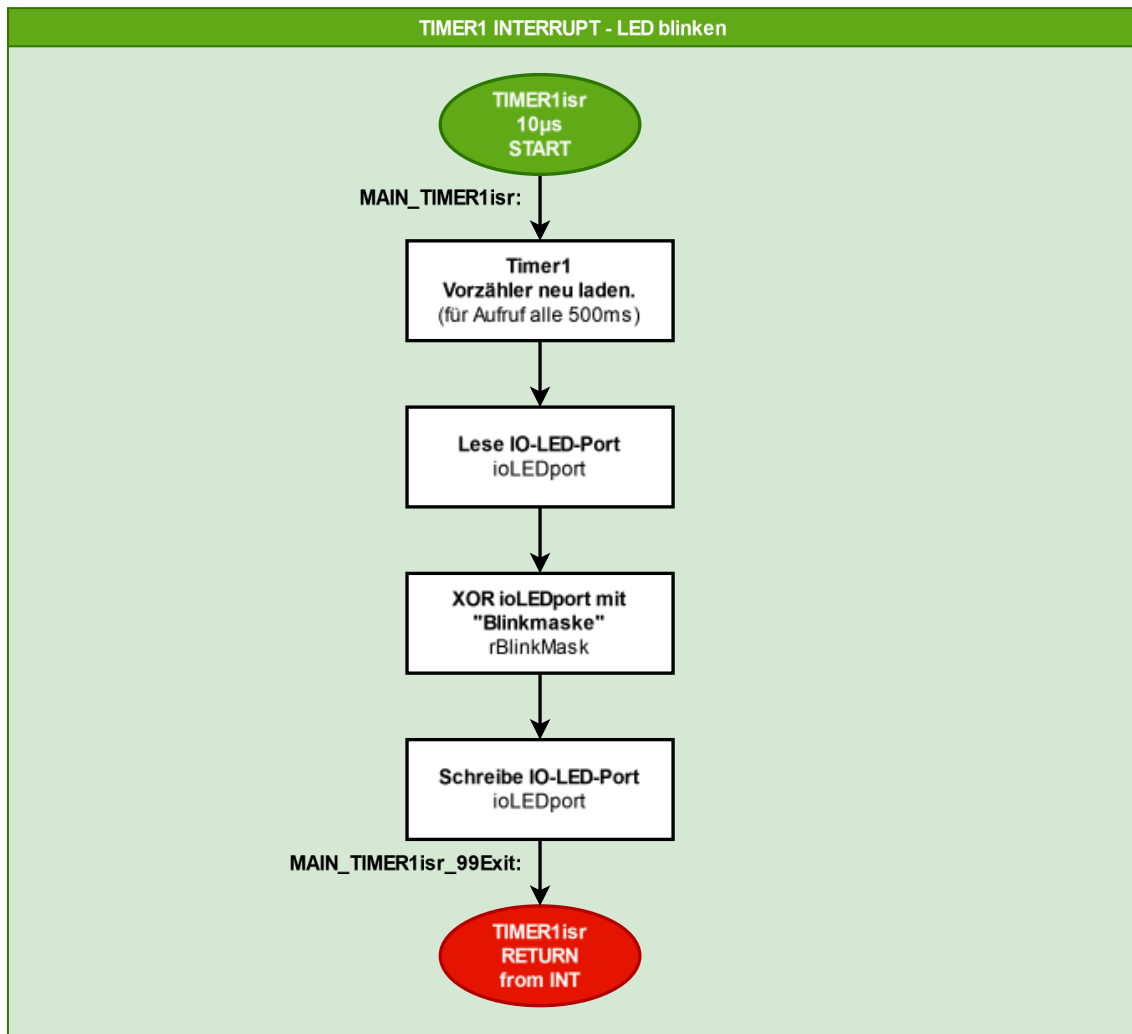 TIMER1 INTERRUPT - LED blinken
TIMER1isr
10µs
START
MAIN_TIMER1isr:
Timer1
Vorzähler neu laden.
(für Aufruf alle 500ms)
Lese IO-LED-Port
ioLEDport
XOR ioLEDport mit
"Blinkmaske"
rBlinkMask
Schreibe IO-LED-Port
ioLEDport
MAIN_TIMER1isr_99Exit:
TIMER1isr
RETURN
from INT